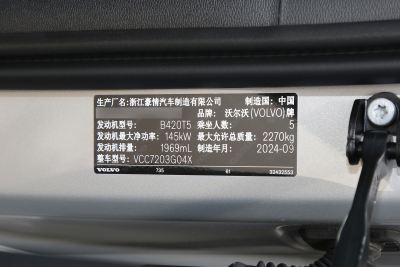 生产厂名:浙江豪情汽车制造有限公司 制造国:中国
品牌:沃尔沃(VOLVO)牌
发动机型号: B420T5 乘坐人数: 5
发动机最大净功率: 145kW 最大允许总质量: 2270kg
发动机排量: 1969mL 制造年月: 2024-09
整车型号: VCC7203G04X
VOLVO 735 61 32432553